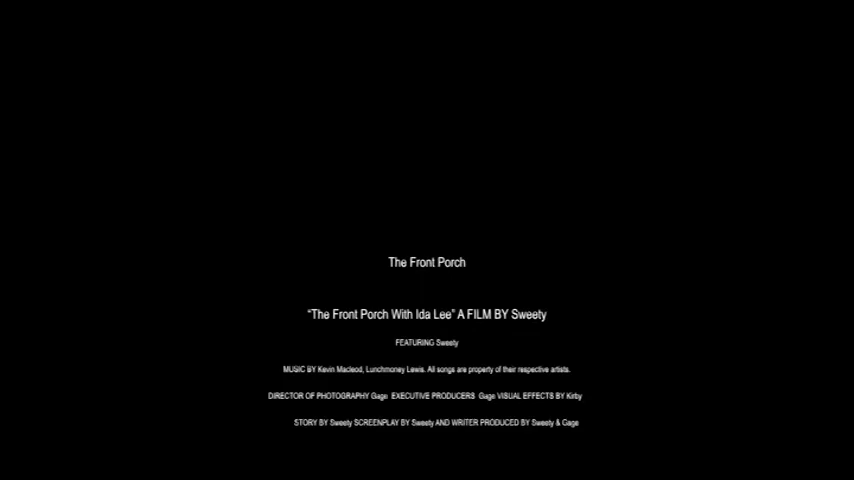 The Front Porch
“The Front Porch With Ida Lee” A FILM BY Sweety
FEATURING Sweety
MUSIC BY Kevin Macleod, Lunchmoney Lewis. All songs are property of their respective artists.
DIRECTOR OF PHOTOGRAPHY Gage EXECUTIVE PRODUCERS Gage VISUAL EFFECTS BY Kirby
STORY BY Sweety SCREENPLAY BY Sweety AND WRITER PRODUCED BY Sweety & Gage